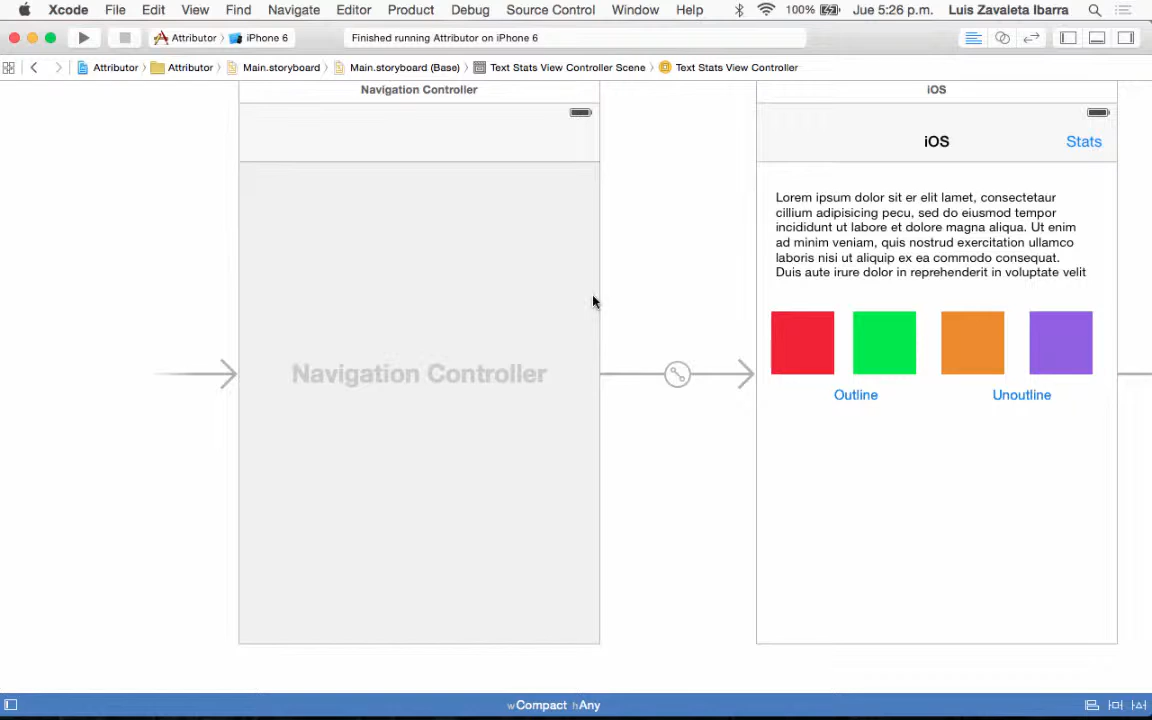 Xcode File Edit View Find Navigate Editor Product Debug Source Control Window Help 100% Jue 5:26 p.m. Luis Zavaleta Ibarra
Attributor iPhone 6 Finished running Attributor on iPhone 6
Attributor Attributor Main.storyboard Main.storyboard (Base) Text Stats View Controller Scene Text Stats View Controller
Navigation Controller
Navigation Controller
iOS
iOS Stats
Lorem ipsum dolor sit er elit lamet, consectetaur
cillium adipisicing pecu, sed do eiusmod tempor
incididunt ut labore et dolore magna aliqua. Ut enim
ad minim veniam, quis nostrud exercitation ullamco
laboris nisi ut aliquip ex ea commodo consequat.
Duis aute irure dolor in reprehenderit in voluptate velit
Outline Unoutline
wCompact hAny